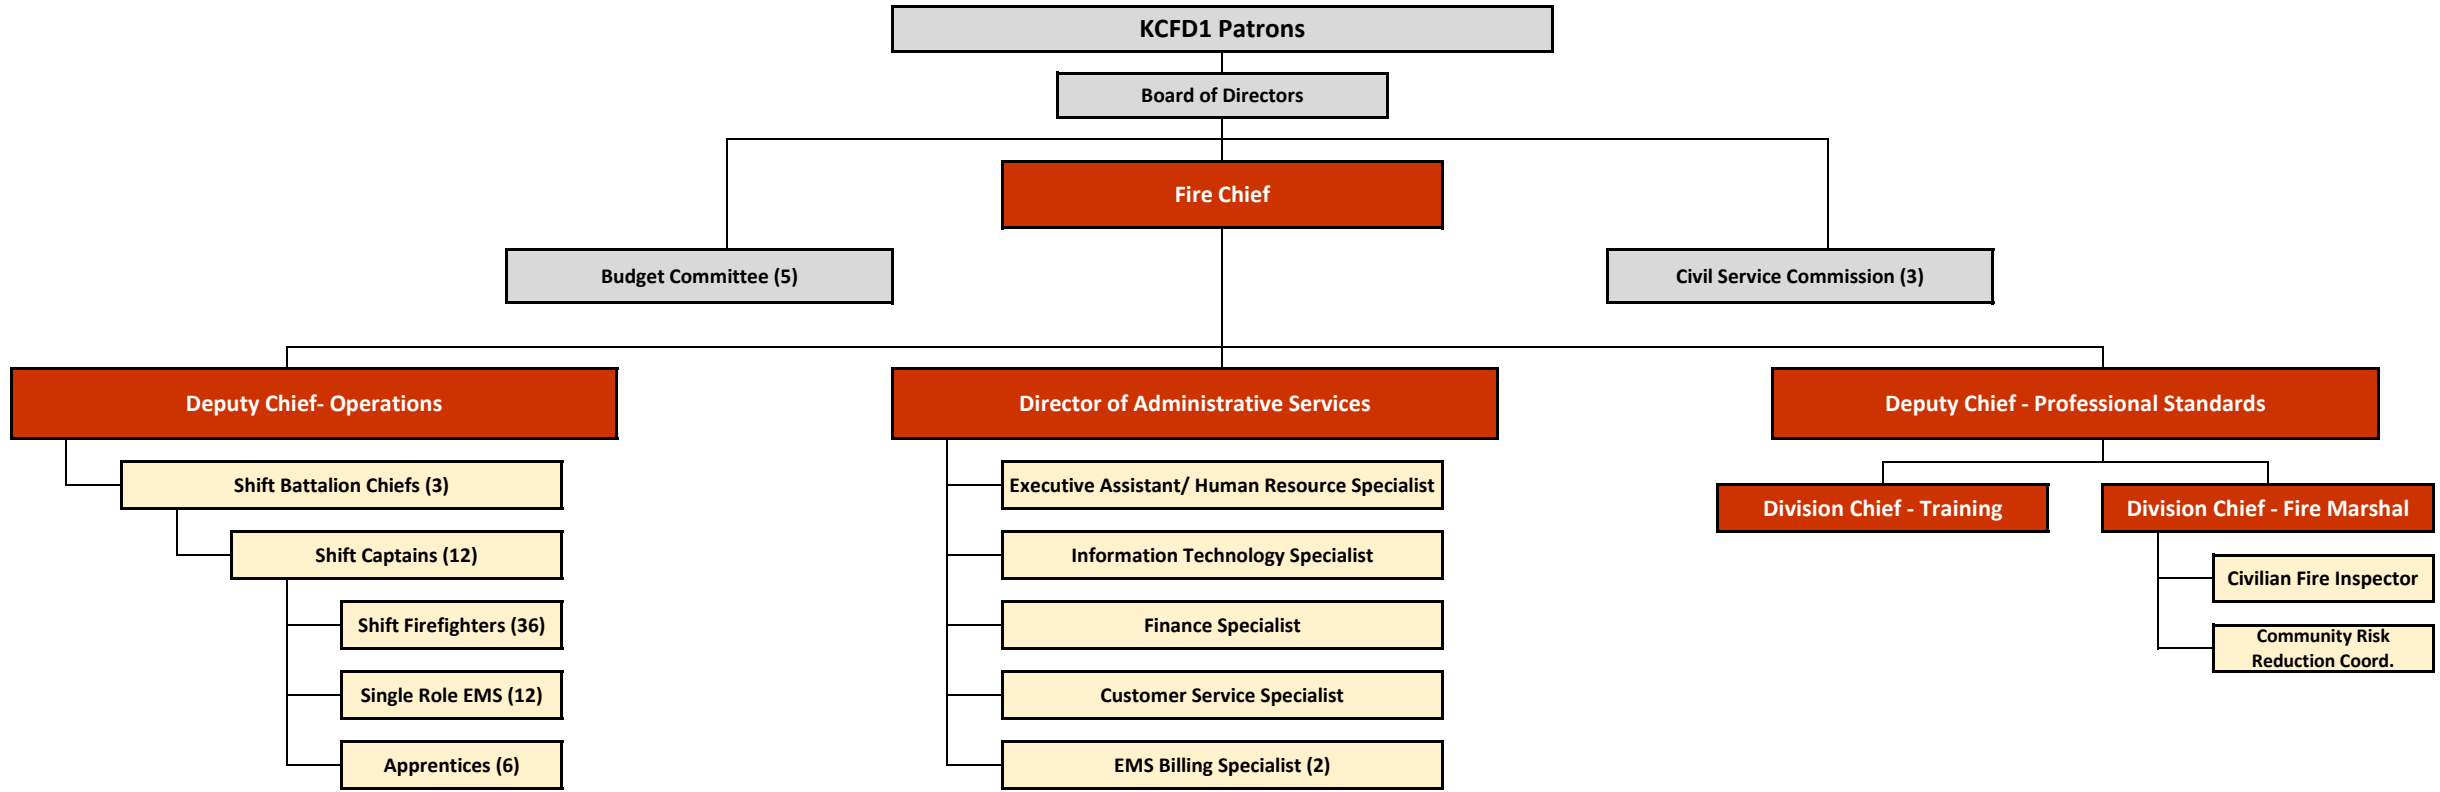 KCFD1 Patrons
Board of Directors
Fire Chief
Budget Committee (5)
Civil Service Commission (3)
Deputy Chief- Operations
Shift Battalion Chiefs (3)
Shift Captains (12)
Shift Firefighters (36)
Single Role EMS (12)
Apprentices (6)
Director of Administrative Services
Executive Assistant/ Human Resource Specialist
Information Technology Specialist
Finance Specialist
Customer Service Specialist
EMS Billing Specialist (2)
Deputy Chief - Professional Standards
Division Chief - Training
Division Chief - Fire Marshal
Civilian Fire Inspector
Community Risk
Reduction Coord.